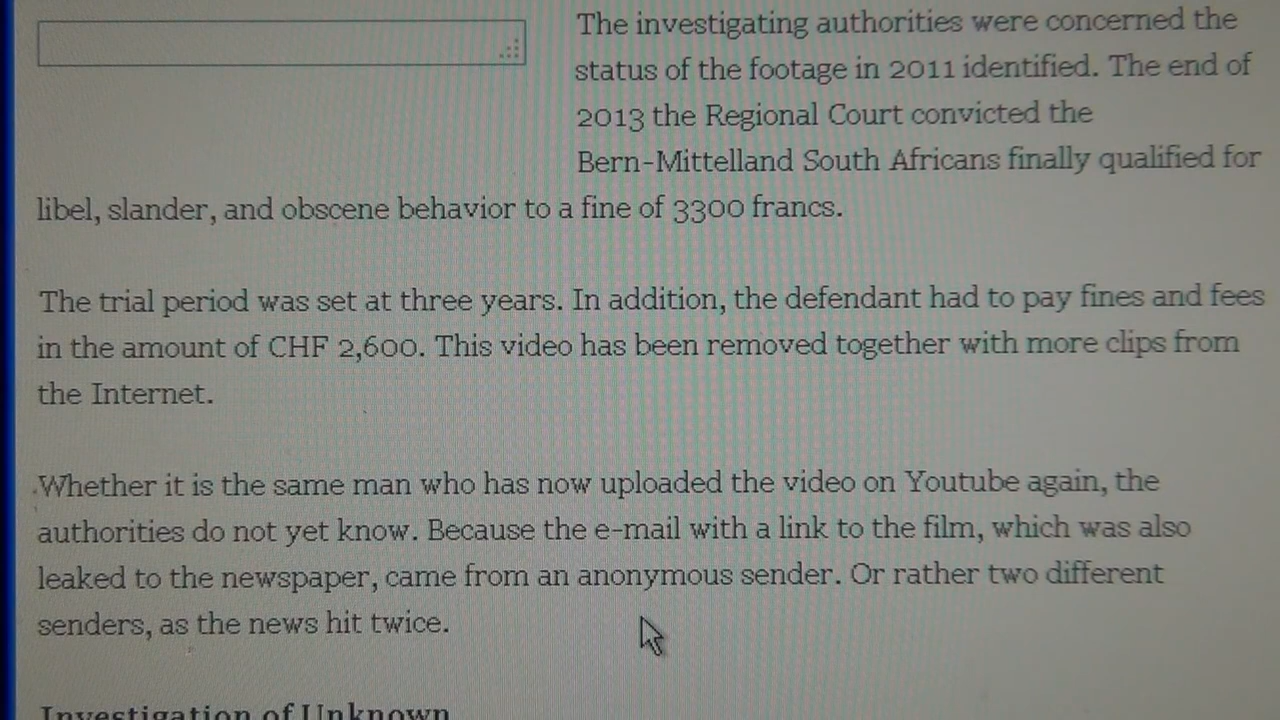 The investigating authorities were concerned the
status of the footage in 2011 identified. The end of
2013 the Regional Court convicted the
Bern-Mittelland South Africans finally qualified for
libel, slander, and obscene behavior to a fine of 3300 francs.
The trial period was set at three years. In addition, the defendant had to pay fines and fees
in the amount of CHF 2,600. This video has been removed together with more clips from
the Internet.
Whether it is the same man who has now uploaded the video on Youtube again, the
authorities do not yet know. Because the e-mail with a link to the film, which was also
leaked to the newspaper, came from an anonymous sender. Or rather two different
senders, as the news hit twice.
Investigation of Unknown